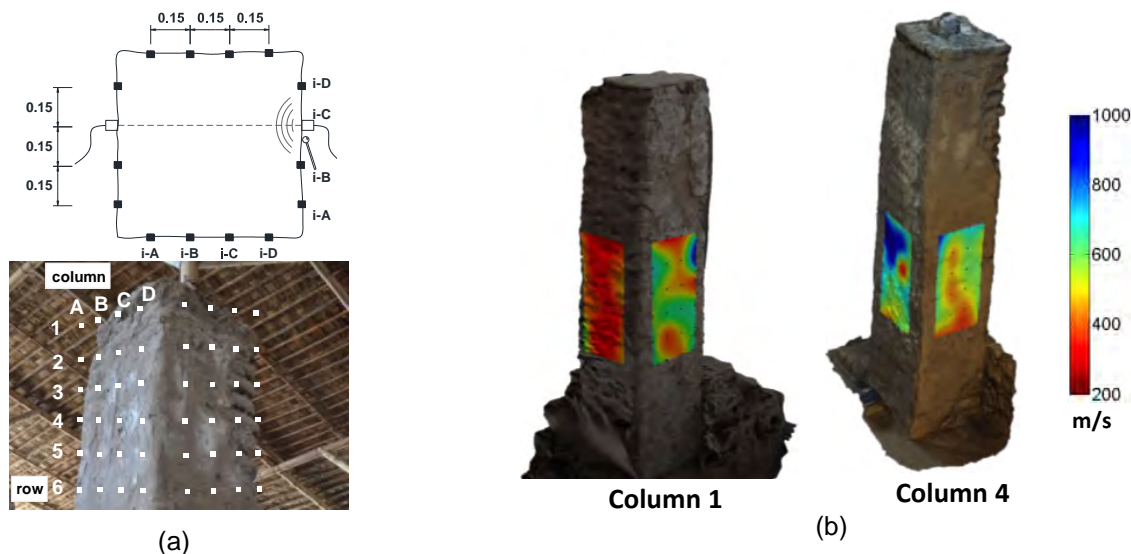 0.15 0.15 0.15
0.15
0.15
0.15
i-D
i-C
i-B
i-A
i-A i-B i-C i-D
column
A B C D
1
2
3
4
5
row 6
(a)
1000
800
600
400
200
m/s
Column 1
Column 4
(b)